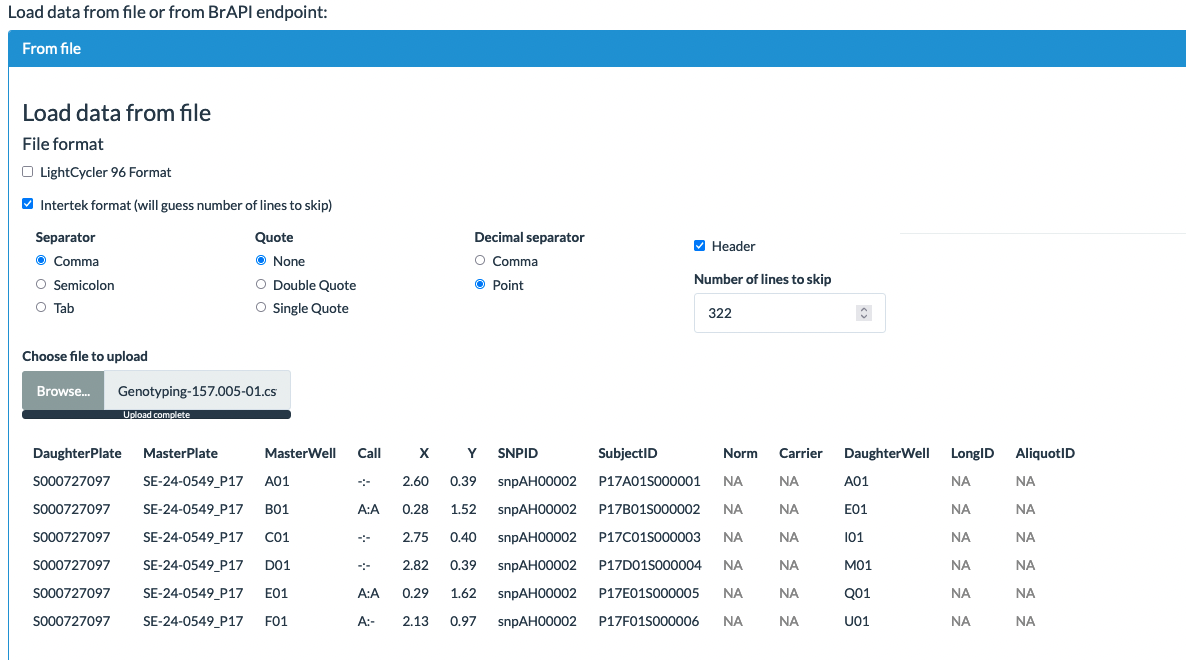 Load data from file or from BrAPI endpoint:
From file
Load data from file
File format
LightCycler 96 Format
Intertek format (will guess number of lines to skip)
Separator Quote Decimal separator Header
Comma None Comma
Semicolon Double Quote Point Number of lines to skip
Tab Single Quote 322
Choose file to upload
Browse... Genotyping-157.005-01.cs
Upload complete
DaughterPlate MasterPlate MasterWell Call X Y SNPID SubjectID Norm Carrier DaughterWell LongID AliquotID
S000727097 SE-24-0549_P17 A01 -:- 2.60 0.39 snpAH00002 P17A01S000001 NA NA A01 NA NA
S000727097 SE-24-0549_P17 B01 A:A 0.28 1.52 snpAH00002 P17B01S000002 NA NA E01 NA NA
S000727097 SE-24-0549_P17 C01 -:- 2.75 0.40 snpAH00002 P17C01S000003 NA NA I01 NA NA
S000727097 SE-24-0549_P17 D01 -:- 2.82 0.39 snpAH00002 P17D01S000004 NA NA M01 NA NA
S000727097 SE-24-0549_P17 E01 A:A 0.29 1.62 snpAH00002 P17E01S000005 NA NA Q01 NA NA
S000727097 SE-24-0549_P17 F01 A:- 2.13 0.97 snpAH00002 P17F01S000006 NA NA U01 NA NA